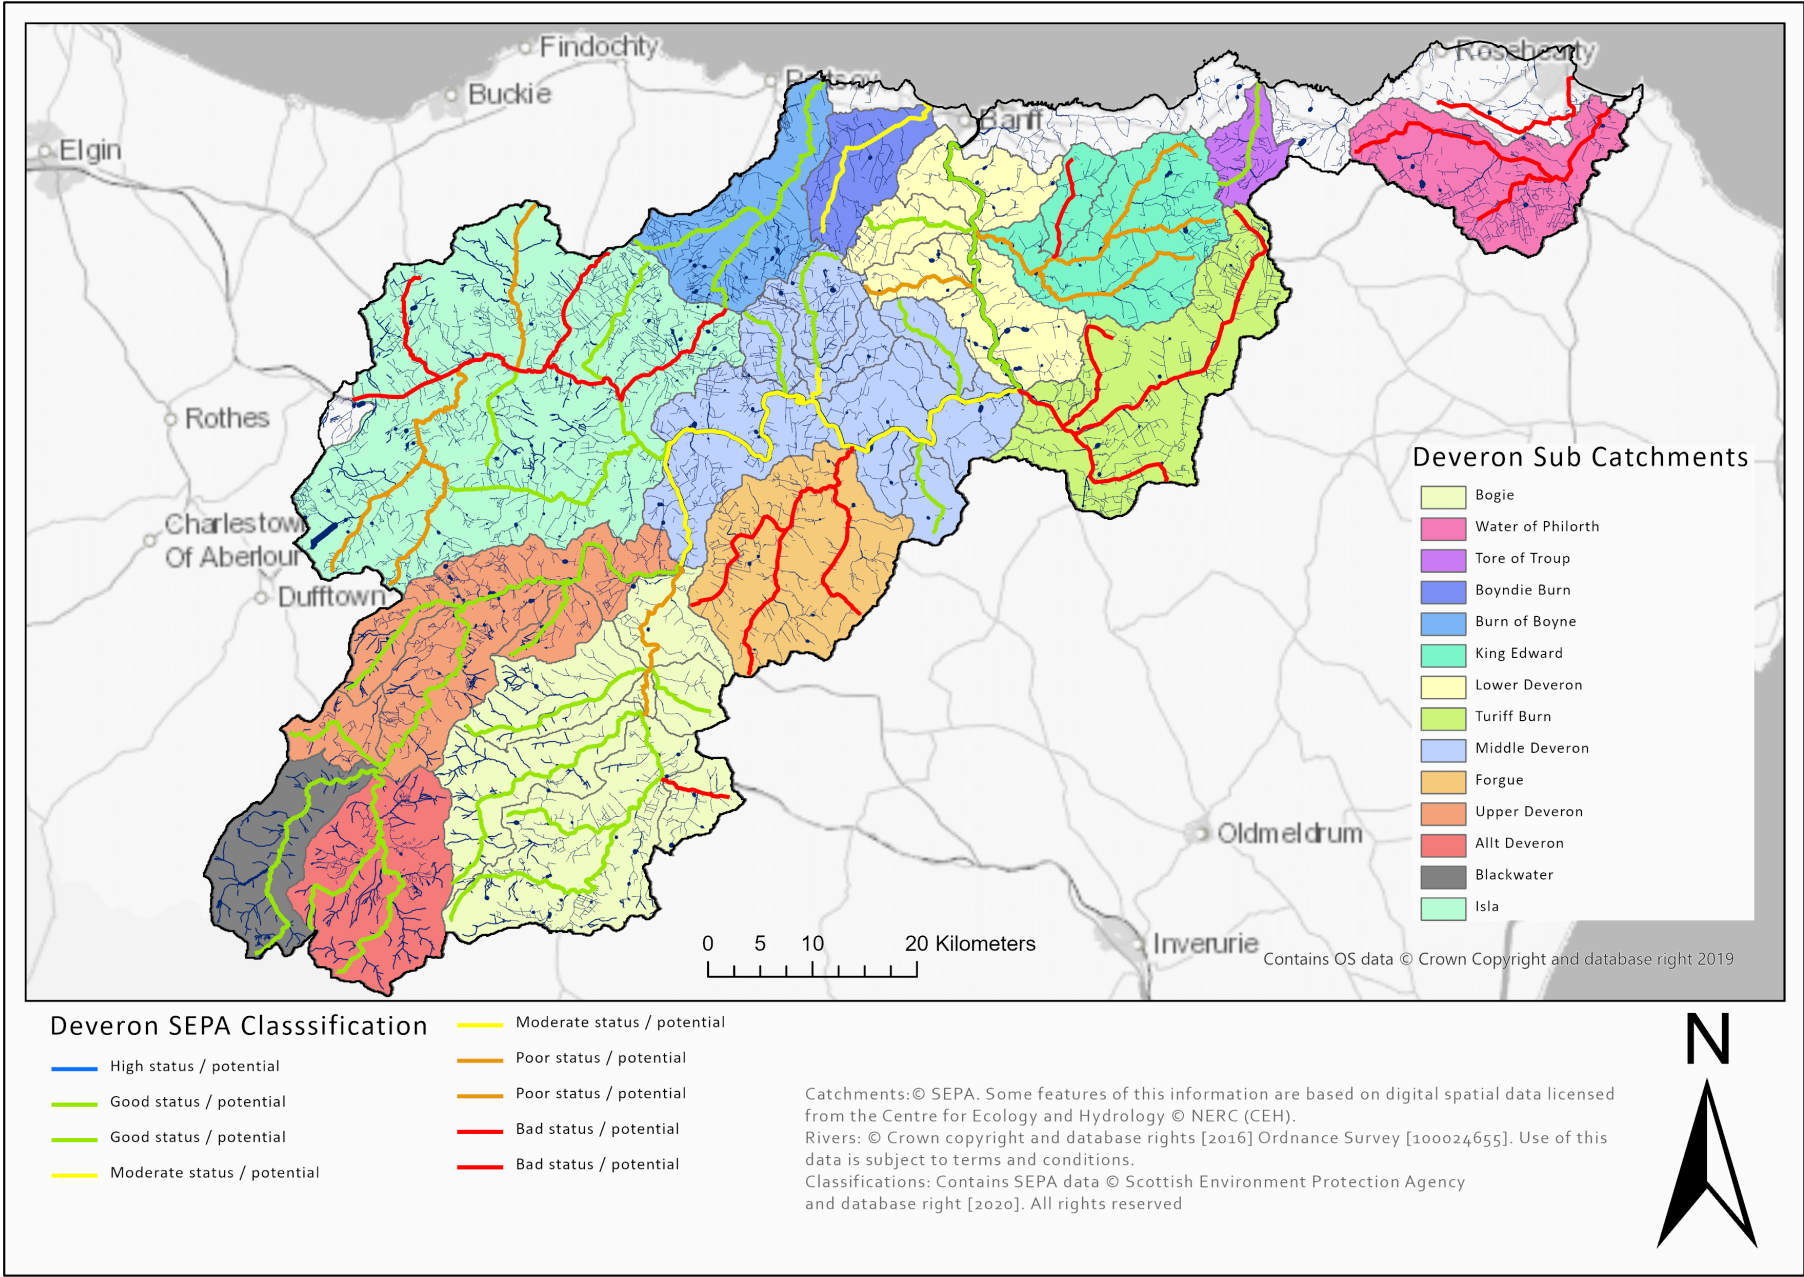 Findochty
Rosehearty
Portsoy
Buckie
Banff
Elgin
Rothes
Charlestow
Of Aberlour
Dufftown
Oldmeldrum
Inverurie
Deveron Sub Catchments
Bogie
Water of Philorth
Tore of Troup
Boyndie Burn
Burn of Boyne
King Edward
Lower Deveron
Turiff Burn
Middle Deveron
Forgue
Upper Deveron
Allt Deveron
Blackwater
Isla
0 5 10 20 Kilometers
Contains OS data © Crown Copyright and database right 2019
Deveron SEPA Classsification
High status / potential
Good status / potential
Good status / potential
Moderate status / potential
Moderate status / potential
Poor status / potential
Poor status / potential
Bad status / potential
Bad status / potential
Catchments:© SEPA. Some features of this information are based on digital spatial data licensed
from the Centre for Ecology and Hydrology © NERC (CEH).
Rivers: © Crown copyright and database rights [2016] Ordnance Survey [100024655]. Use of this
data is subject to terms and conditions.
Classifications: Contains SEPA data © Scottish Environment Protection Agency
and database right [2020]. All rights reserved
N